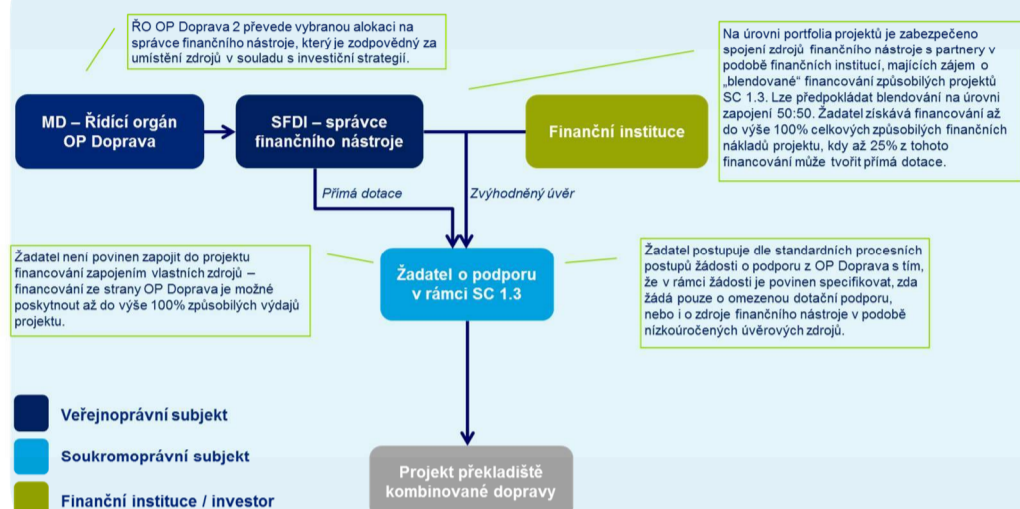 ŘO OP Doprava 2 převede vybranou alokaci na
správce finančního nástroje, který je zodpovědný za
umístění zdrojů v souladu s investiční strategií.
Na úrovni portfolia projektů je zabezpečeno
spojení zdrojů finančního nástroje s partnery v
podobě finančních institucí, majících zájem o
„blendované“ financování způsobilých projektů
SC 1.3. Lze předpokládat blendování na úrovni
zapojení 50:50. Žadatel získává financování až
do výše 100% celkových způsobilých finančních
nákladů projektu, kdy až 25% z tohoto
financování může tvořit přímá dotace.
MD – Řídící orgán
OP Doprava
SFDI – správce
finančního nástroje
Finanční instituce
Přímá dotace
Zvýhodněný úvěr
Žadatel není povinen zapojit do projektu
financování zapojením vlastních zdrojů –
financování ze strany OP Doprava je možné
poskytnout až do výše 100% způsobilých výdajů
projektu.
Žadatel o podporu
v rámci SC 1.3
Žadatel postupuje dle standardních procesních
postupů žádosti o podporu z OP Doprava s tím,
že v rámci žádosti je povinen specifikovat, zda
žádá pouze o omezenou dotační podporu,
nebo i o zdroje finančního nástroje v podobě
nízkoúročených úvěrových zdrojů.
Veřejnoprávní subjekt
Soukromoprávní subjekt
Finanční instituce / investor
Projekt překladiště
kombinované dopravy